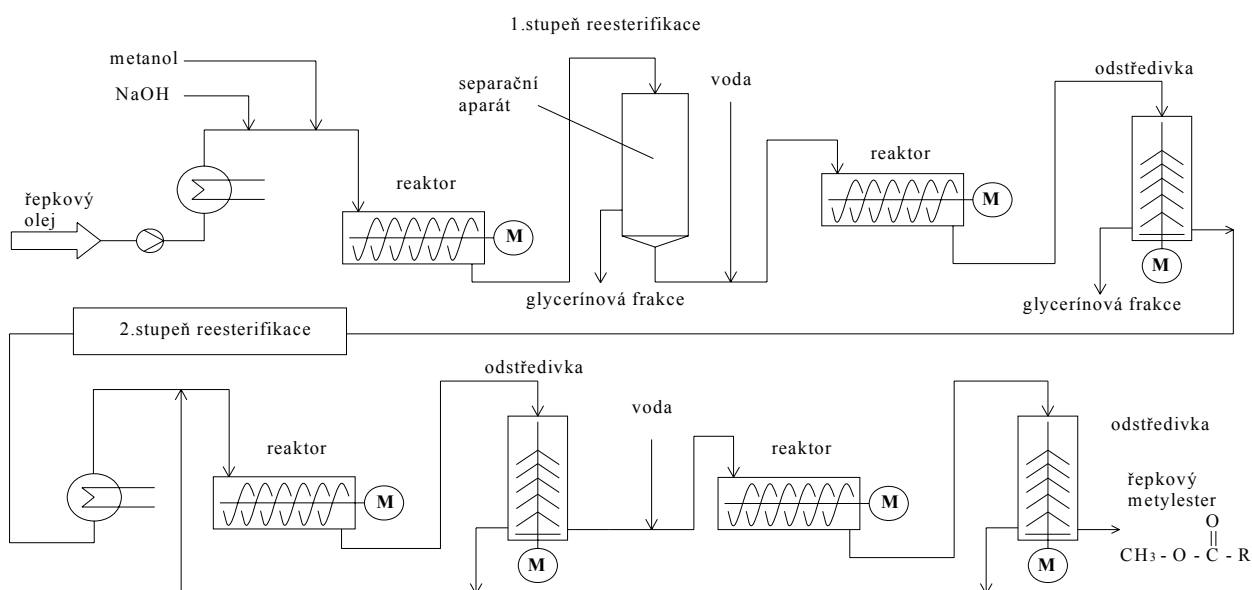 1.stupeň reesterifikace
metanol
NaOH
separační
aparát
voda
odstředivka
řepkový
olej
reaktor
M
reaktor
M
M
glycerínová frakce
glycerínová frakce
2.stupeň reesterifikace
odstředivka
voda
reaktor
M
M
reaktor
M
M
odstředivka
řepkový
metylester
O
CH3 - O - C - R